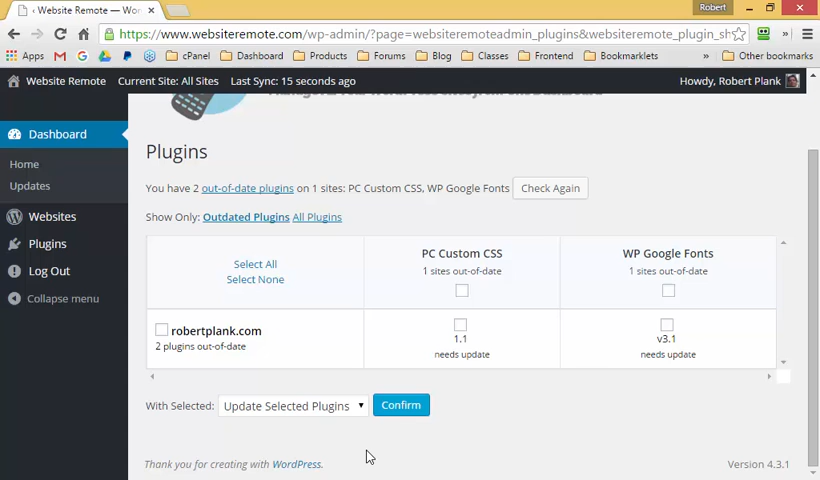 Robert
Website Remote — Wor
https://www.websiteremote.com/wp-admin/?page=websiteremoteadmin_plugins&websiteremote_plugin_sh
Apps cPanel Dashboard Products Forums Blog Classes Frontend Bookmarklets » Other bookmarks
Website Remote Current Site: All Sites Last Sync: 15 seconds ago Howdy, Robert Plank
Dashboard
Home
Updates
Websites
Plugins
Log Out
Collapse menu
Plugins
You have 2 out-of-date plugins on 1 sites: PC Custom CSS, WP Google Fonts Check Again
Show Only: Outdated Plugins All Plugins
Select All
Select None
PC Custom CSS
1 sites out-of-date
WP Google Fonts
1 sites out-of-date
robertplank.com
2 plugins out-of-date
1.1
needs update
v3.1
needs update
With Selected: Update Selected Plugins Confirm
Thank you for creating with WordPress. Version 4.3.1